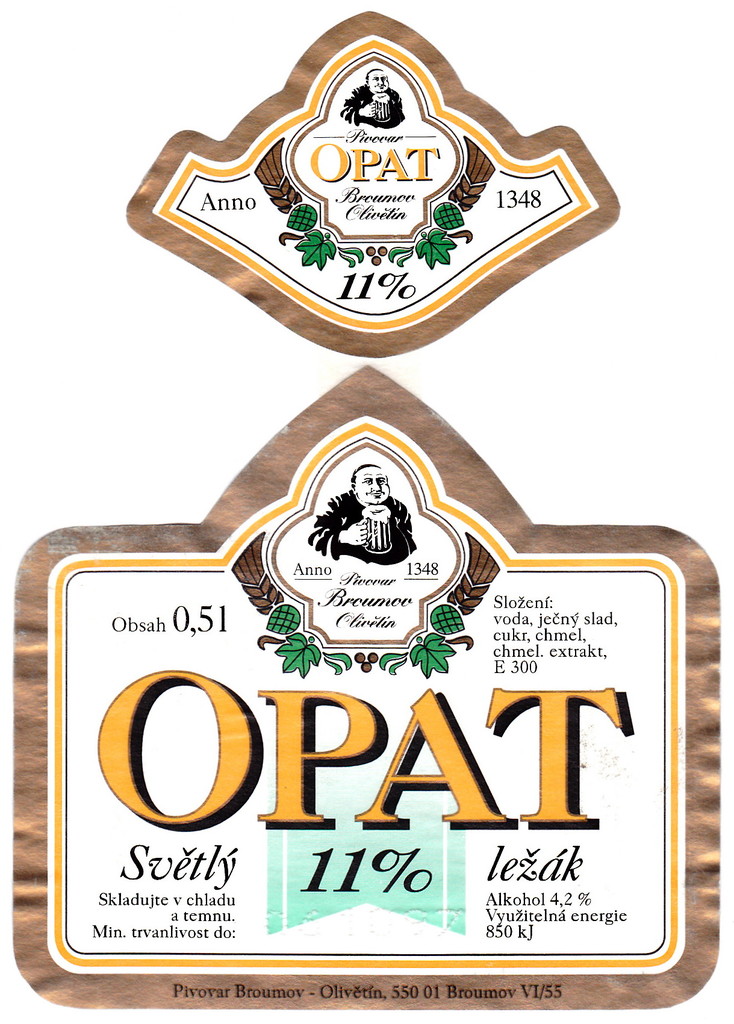 Pivovar
OPAT
Anno
1348
Broumov
Olivětín
11%
Anno
1348
Pivovar
Broumov
Olivětín
Obsah 0,5l
Složení:
voda, ječný slad,
cukr, chmel,
chmel. extrakt,
E 300
OPAT
Světlý
11%
ležák
Skladujte v chladu
a temnu.
Min. trvanlivost do:
Alkohol 4,2 %
Využitelná energie
850 kJ
Pivovar Broumov - Olivětín, 550 01 Broumov VI/55